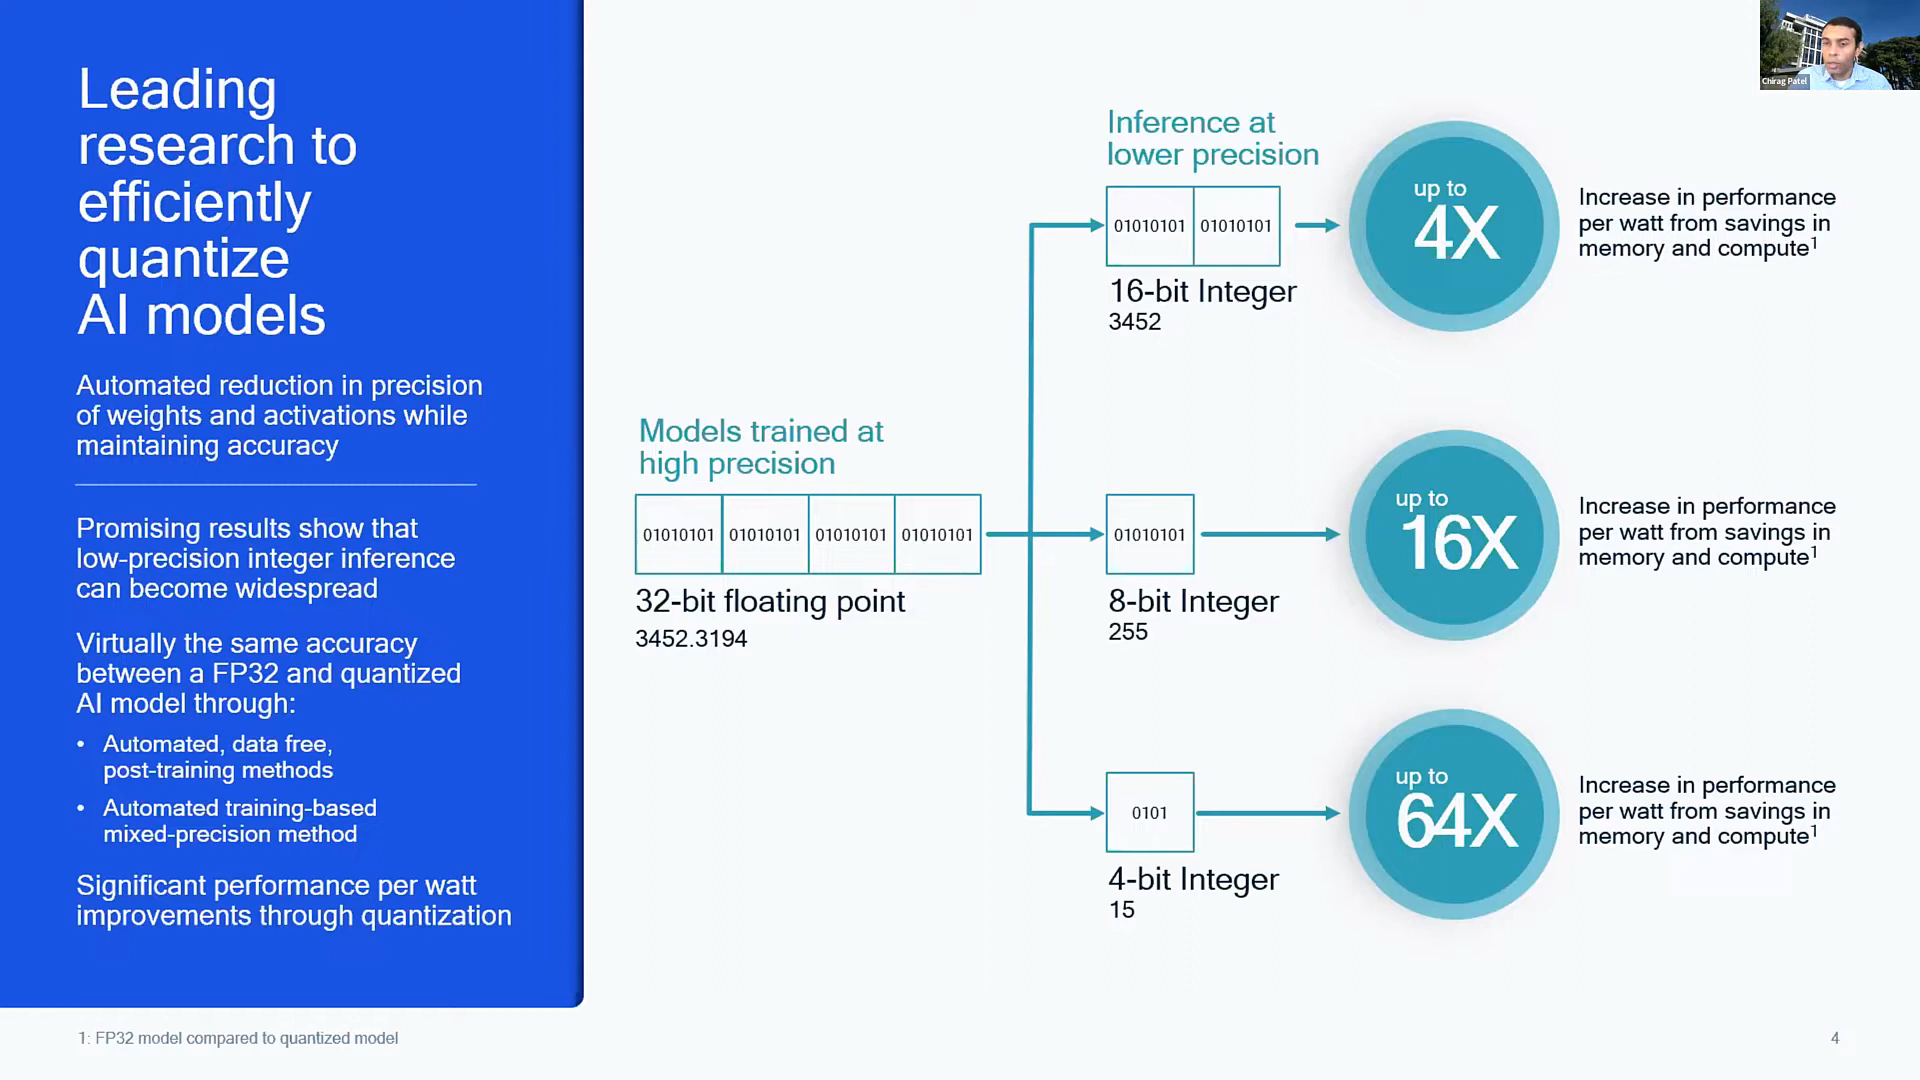 Leading
research to
efficiently
quantize
AI models
Automated reduction in precision
of weights and activations while
maintaining accuracy
Promising results show that
low-precision integer inference
can become widespread
Virtually the same accuracy
between a FP32 and quantized
AI model through:
• Automated, data free,
post-training methods
• Automated training-based
mixed-precision method
Significant performance per watt
improvements through quantization
Models trained at
high precision
01010101 01010101 01010101 01010101
32-bit floating point
3452.3194
Inference at
lower precision
01010101 01010101
16-bit Integer
3452
up to
4X
Increase in performance
per watt from savings in
memory and compute¹
01010101
8-bit Integer
255
up to
16X
Increase in performance
per watt from savings in
memory and compute¹
0101
4-bit Integer
15
up to
64X
Increase in performance
per watt from savings in
memory and compute¹
Chirag Patel
1: FP32 model compared to quantized model
4